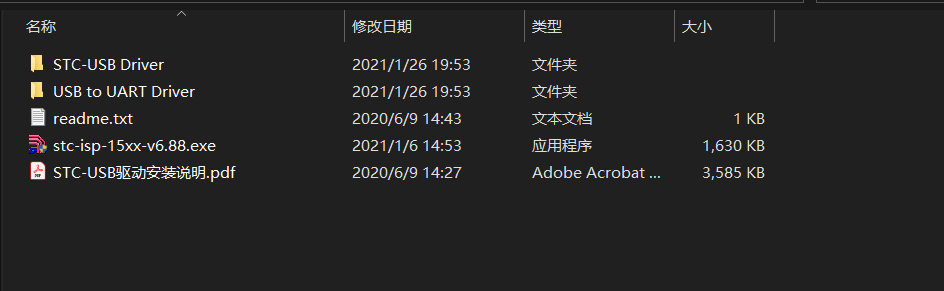 名称 修改日期 类型 大小
STC-USB Driver 2021/1/26 19:53 文件夹
USB to UART Driver 2021/1/26 19:53 文件夹
readme.txt 2020/6/9 14:43 文本文档 1 KB
stc-isp-15xx-v6.88.exe 2021/1/6 14:53 应用程序 1,630 KB
STC-USB驱动安装说明.pdf 2020/6/9 14:27 Adobe Acrobat ... 3,585 KB